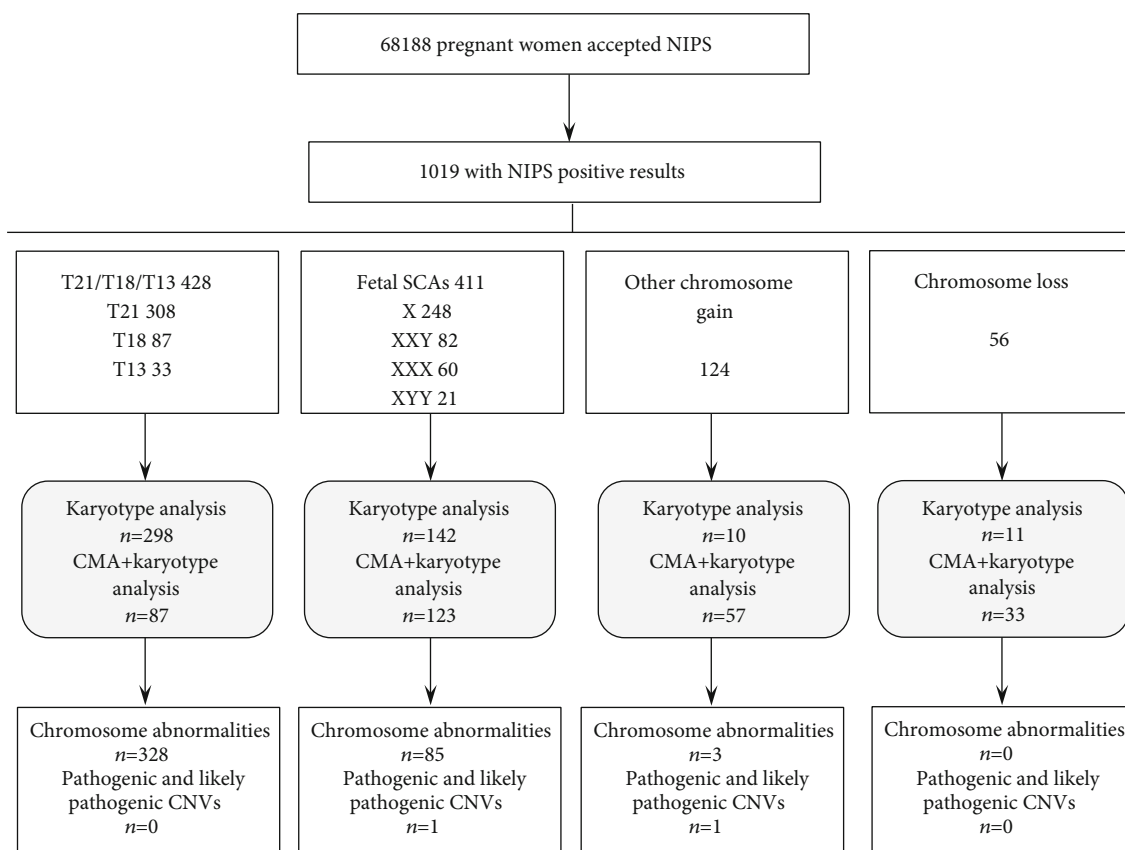 68188 pregnant women accepted NIPS
1019 with NIPS positive results
T21/T18/T13 428
T21 308
T18 87
T13 33
Fetal SCAs 411
X 248
XXY 82
XXX 60
XYY 21
Other chromosome
gain
124
Chromosome loss
56
Karyotype analysis
n=298
CMA+karyotype
analysis
n=87
Karyotype analysis
n=142
CMA+karyotype
analysis
n=123
Karyotype analysis
n=10
CMA+karyotype
analysis
n=57
Karyotype analysis
n=11
CMA+karyotype
analysis
n=33
Chromosome abnormalities
n=328
Pathogenic and likely
pathogenic CNVs
n=0
Chromosome abnormalities
n=85
Pathogenic and likely
pathogenic CNVs
n=1
Chromosome abnormalities
n=3
Pathogenic and likely
pathogenic CNVs
n=1
Chromosome abnormalities
n=0
Pathogenic and likely
pathogenic CNVs
n=0